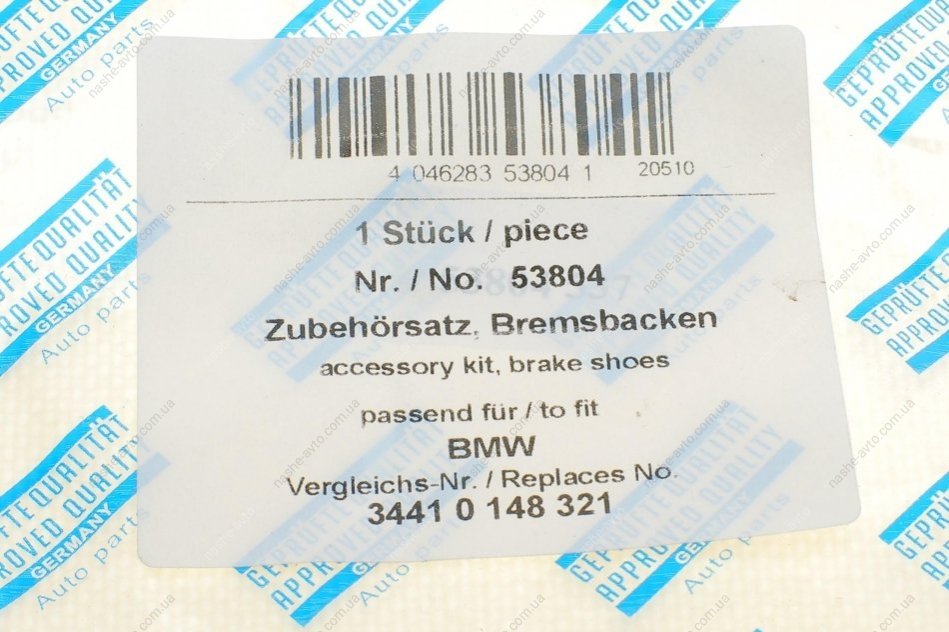 GEPRÜFTE QUALITÄT
APPROVED QUALITY
GERMANY
Auto parts
4 046283 53804 1
20510
1 Stück / piece
Nr. / No. 53804
Zubehörsatz, Bremsbacken
accessory kit, brake shoes
passend für / to fit
BMW
Vergleichs-Nr. / Replaces No.
3441 0 148 321
nashe-avto.com.ua